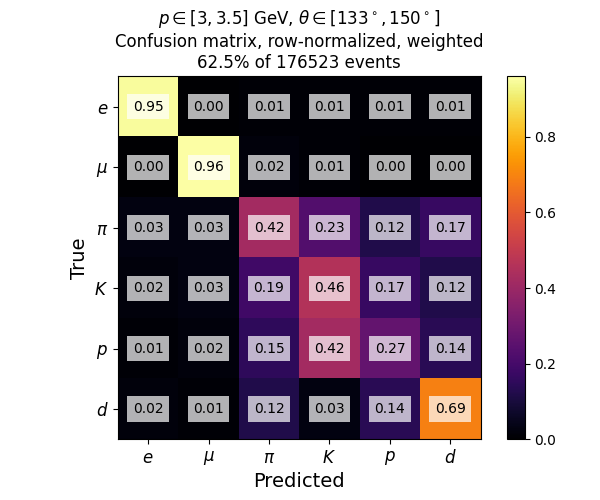 p ∈ [3, 3.5] GeV, θ ∈ [133°, 150°]
Confusion matrix, row-normalized, weighted
62.5% of 176523 events
e 0.95 0.00 0.01 0.01 0.01 0.01
μ 0.00 0.96 0.02 0.01 0.00 0.00
π 0.03 0.03 0.42 0.23 0.12 0.17
K 0.02 0.03 0.19 0.46 0.17 0.12
p 0.01 0.02 0.15 0.42 0.27 0.14
d 0.02 0.01 0.12 0.03 0.14 0.69
e μ π K p d
Predicted
True
0.8
0.6
0.4
0.2
0.0